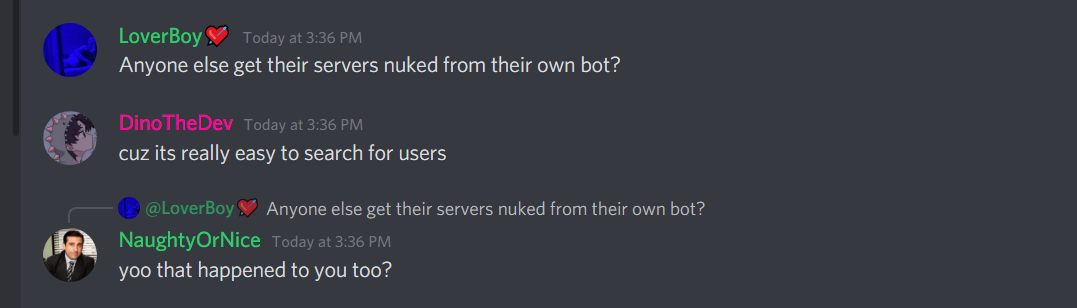 LoverBoy💘 Today at 3:36 PM
Anyone else get their servers nuked from their own bot?
DinoTheDev Today at 3:36 PM
cuz its really easy to search for users
@LoverBoy💘 Anyone else get their servers nuked from their own bot?
NaughtyOrNice Today at 3:36 PM
yoo that happened to you too?